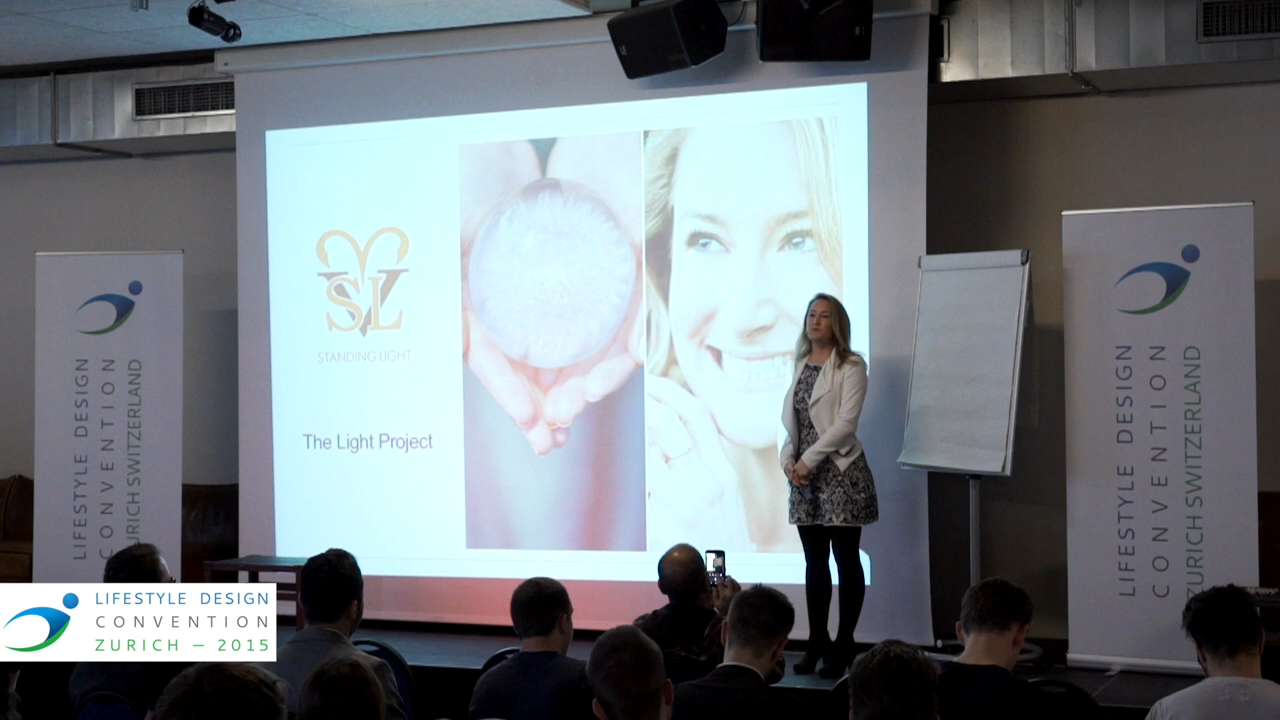 SL
STANDING LIGHT
The Light Project
LIFESTYLE DESIGN
CONVENTION
ZURICH SWITZERLAND
LIFESTYLE DESIGN
CONVENTION
ZURICH SWITZERLAND
LIFESTYLE DESIGN
CONVENTION
ZURICH – 2015